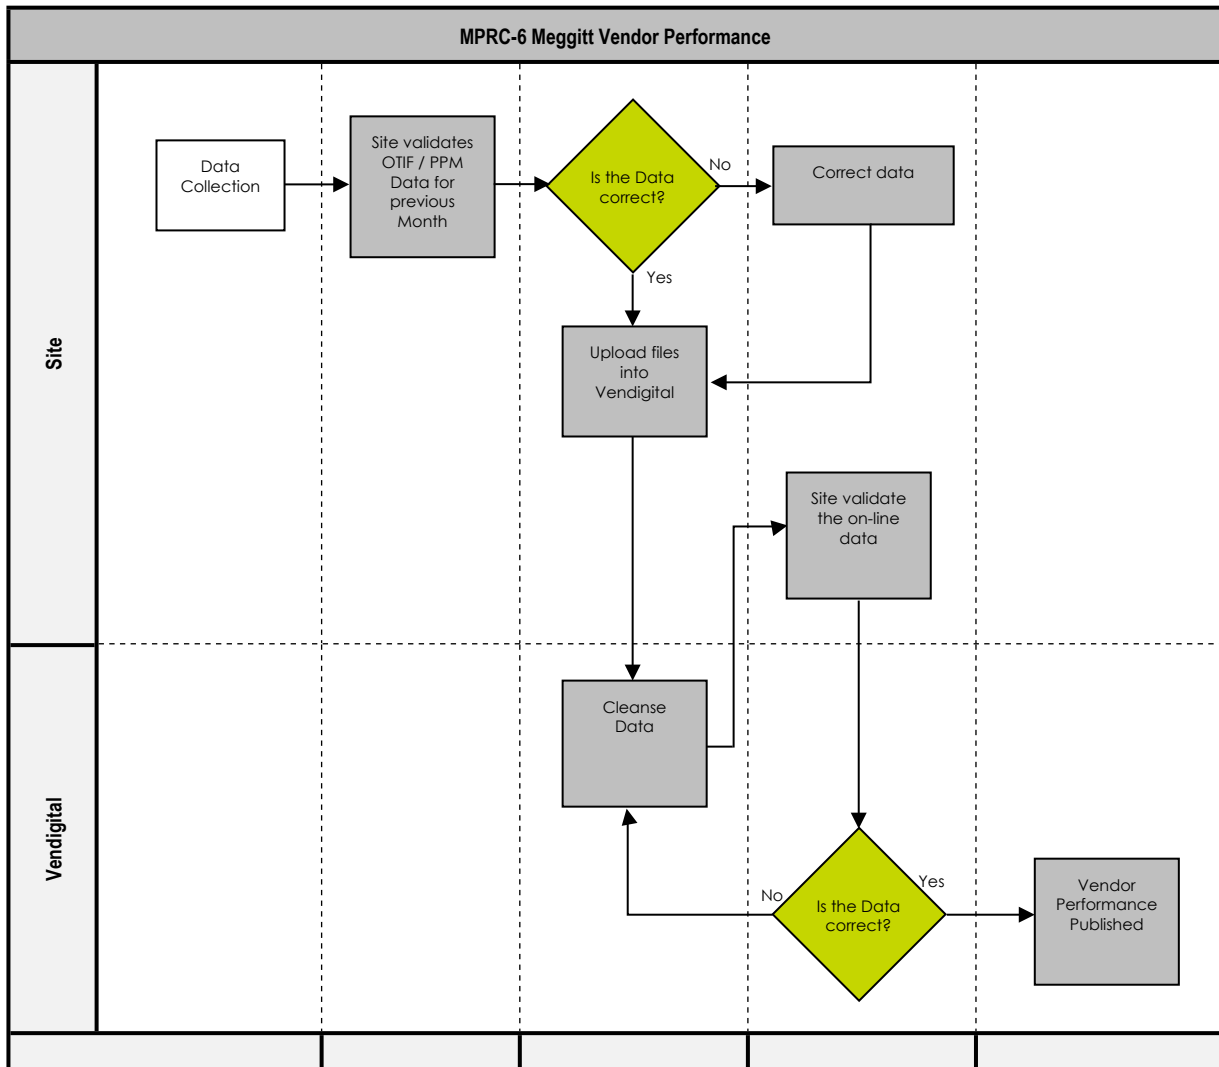 MPRC-6 Meggitt Vendor Performance
Site
Data
Collection
Site validates
OTIF / PPM
Data for
previous
Month
Is the Data
correct?
No
Correct data
Yes
Upload files
into
Vendigital
Site validate
the on-line
data
Vendigital
Cleanse
Data
No
Is the Data
correct?
Yes
Vendor
Performance
Published